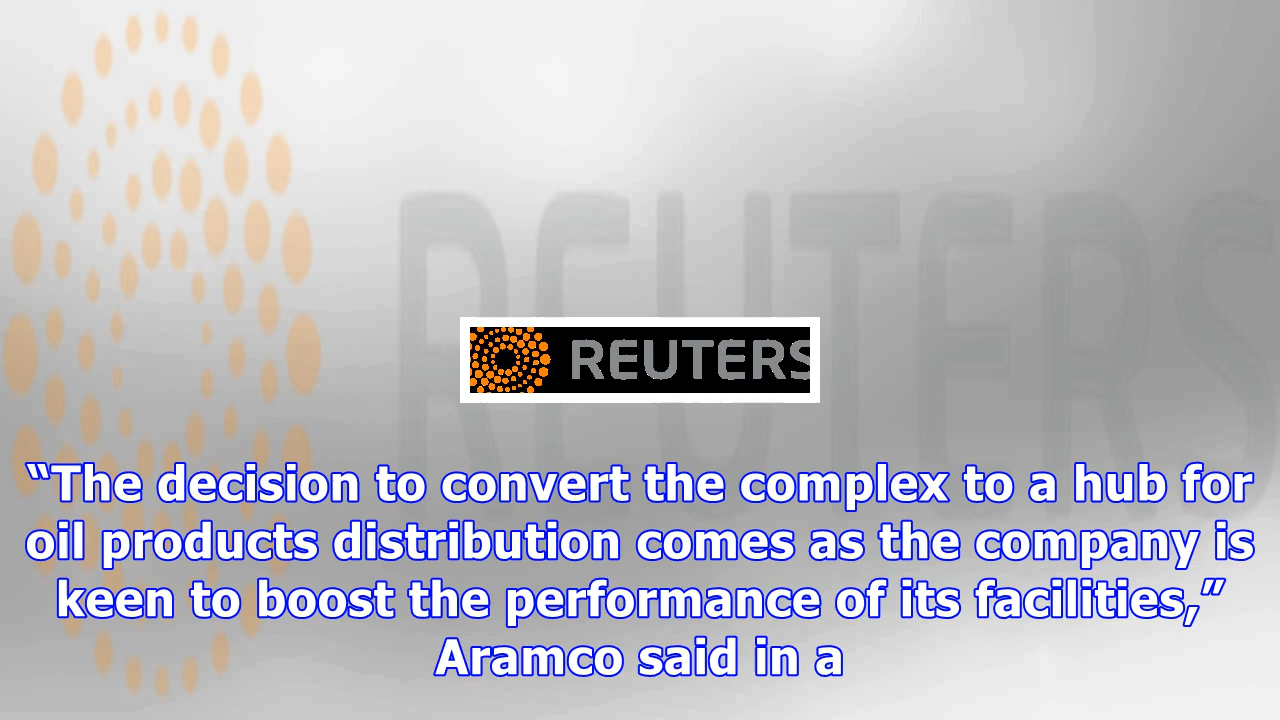 REUTERS
REUTERS
“The decision to convert the complex to a hub for
oil products distribution comes as the company is
keen to boost the performance of its facilities,”
Aramco said in a